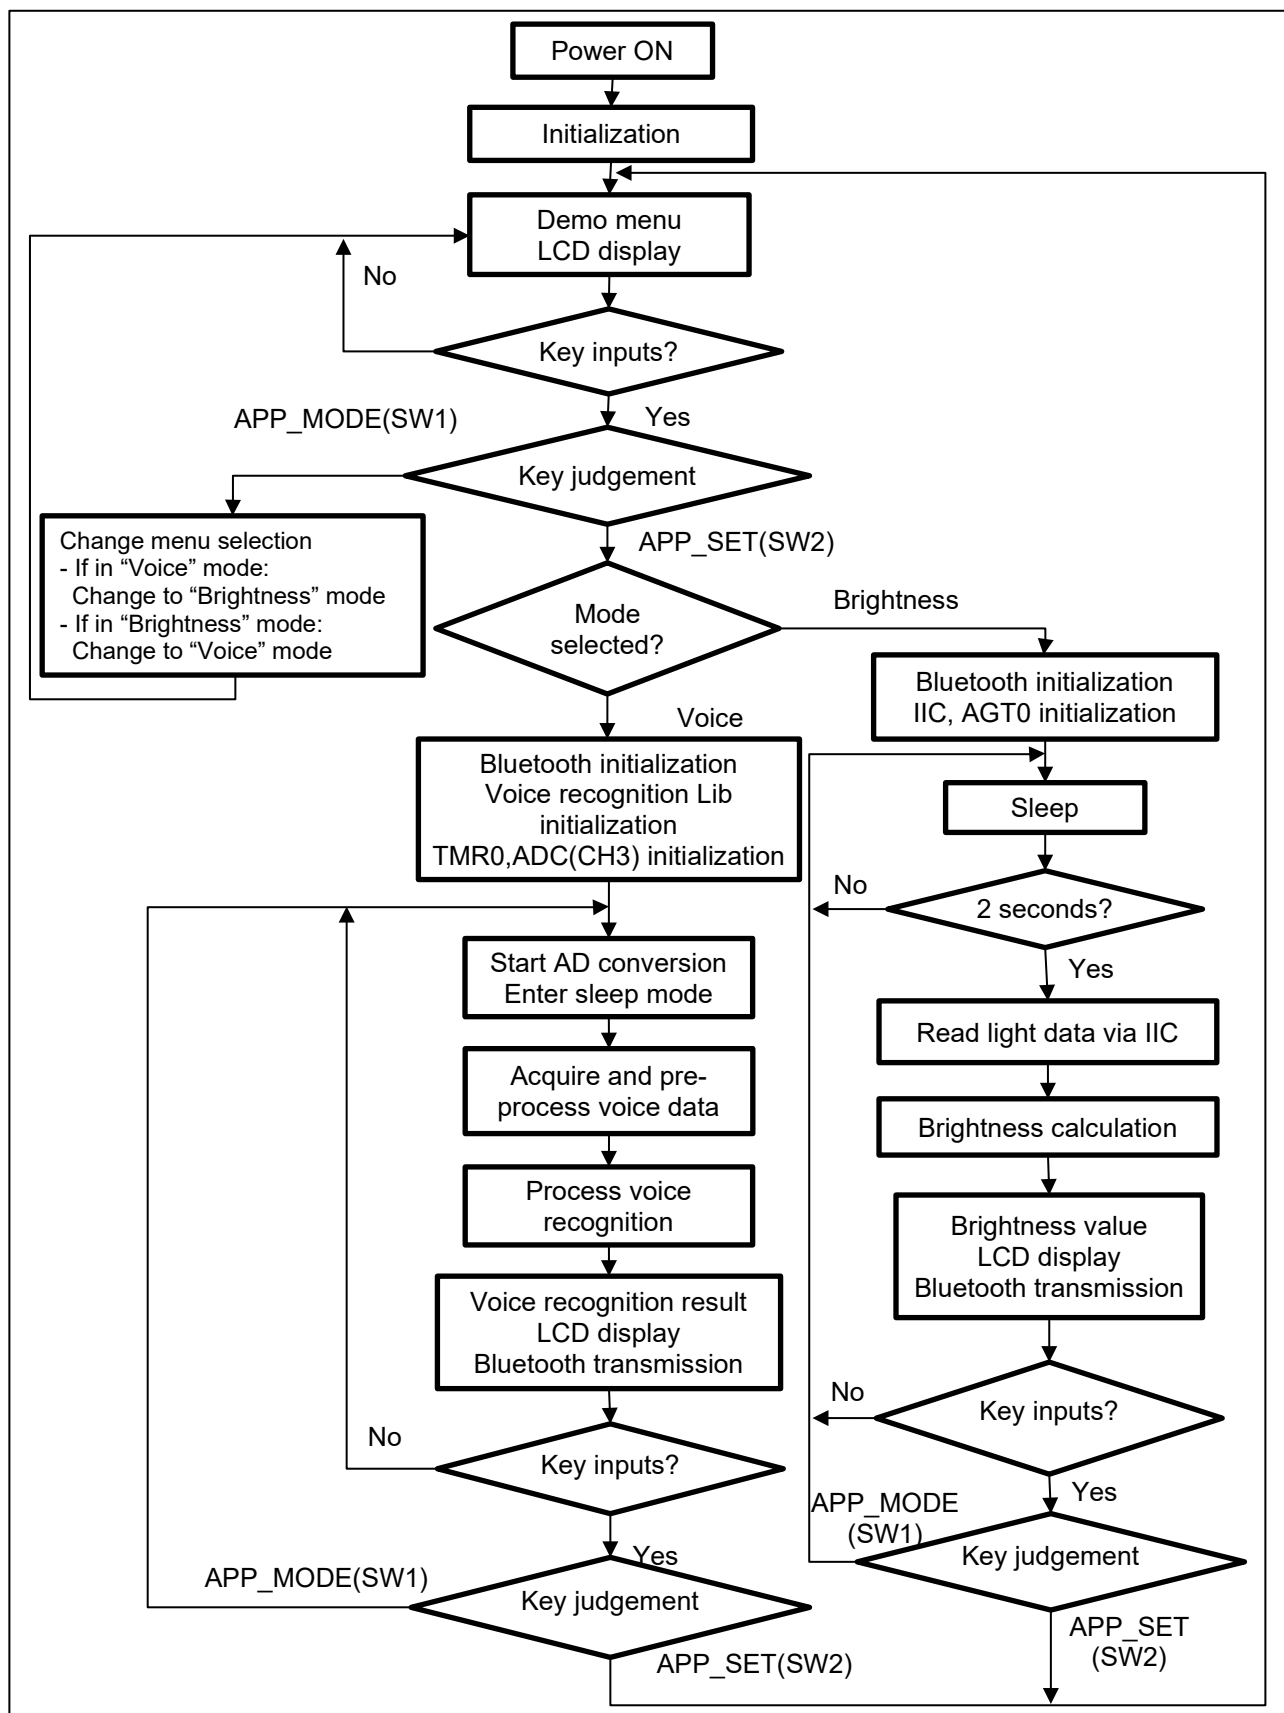 Power ON
Initialization
Demo menu
LCD display
No
Key inputs?
APP_MODE(SW1)
Yes
Key judgement
Change menu selection
- If in “Voice” mode:
Change to “Brightness” mode
- If in “Brightness” mode:
Change to “Voice” mode
APP_SET(SW2)
Mode
selected?
Brightness
Voice
Bluetooth initialization
Voice recognition Lib
initialization
TMR0,ADC(CH3) initialization
Start AD conversion
Enter sleep mode
Acquire and pre-
process voice data
Process voice
recognition
Voice recognition result
LCD display
Bluetooth transmission
No
Key inputs?
Yes
APP_MODE(SW1)
Key judgement
APP_SET(SW2)
Bluetooth initialization
IIC, AGT0 initialization
Sleep
No
2 seconds?
Yes
Read light data via IIC
Brightness calculation
Brightness value
LCD display
Bluetooth transmission
No
Key inputs?
Yes
APP_MODE
(SW1)
Key judgement
APP_SET
(SW2)